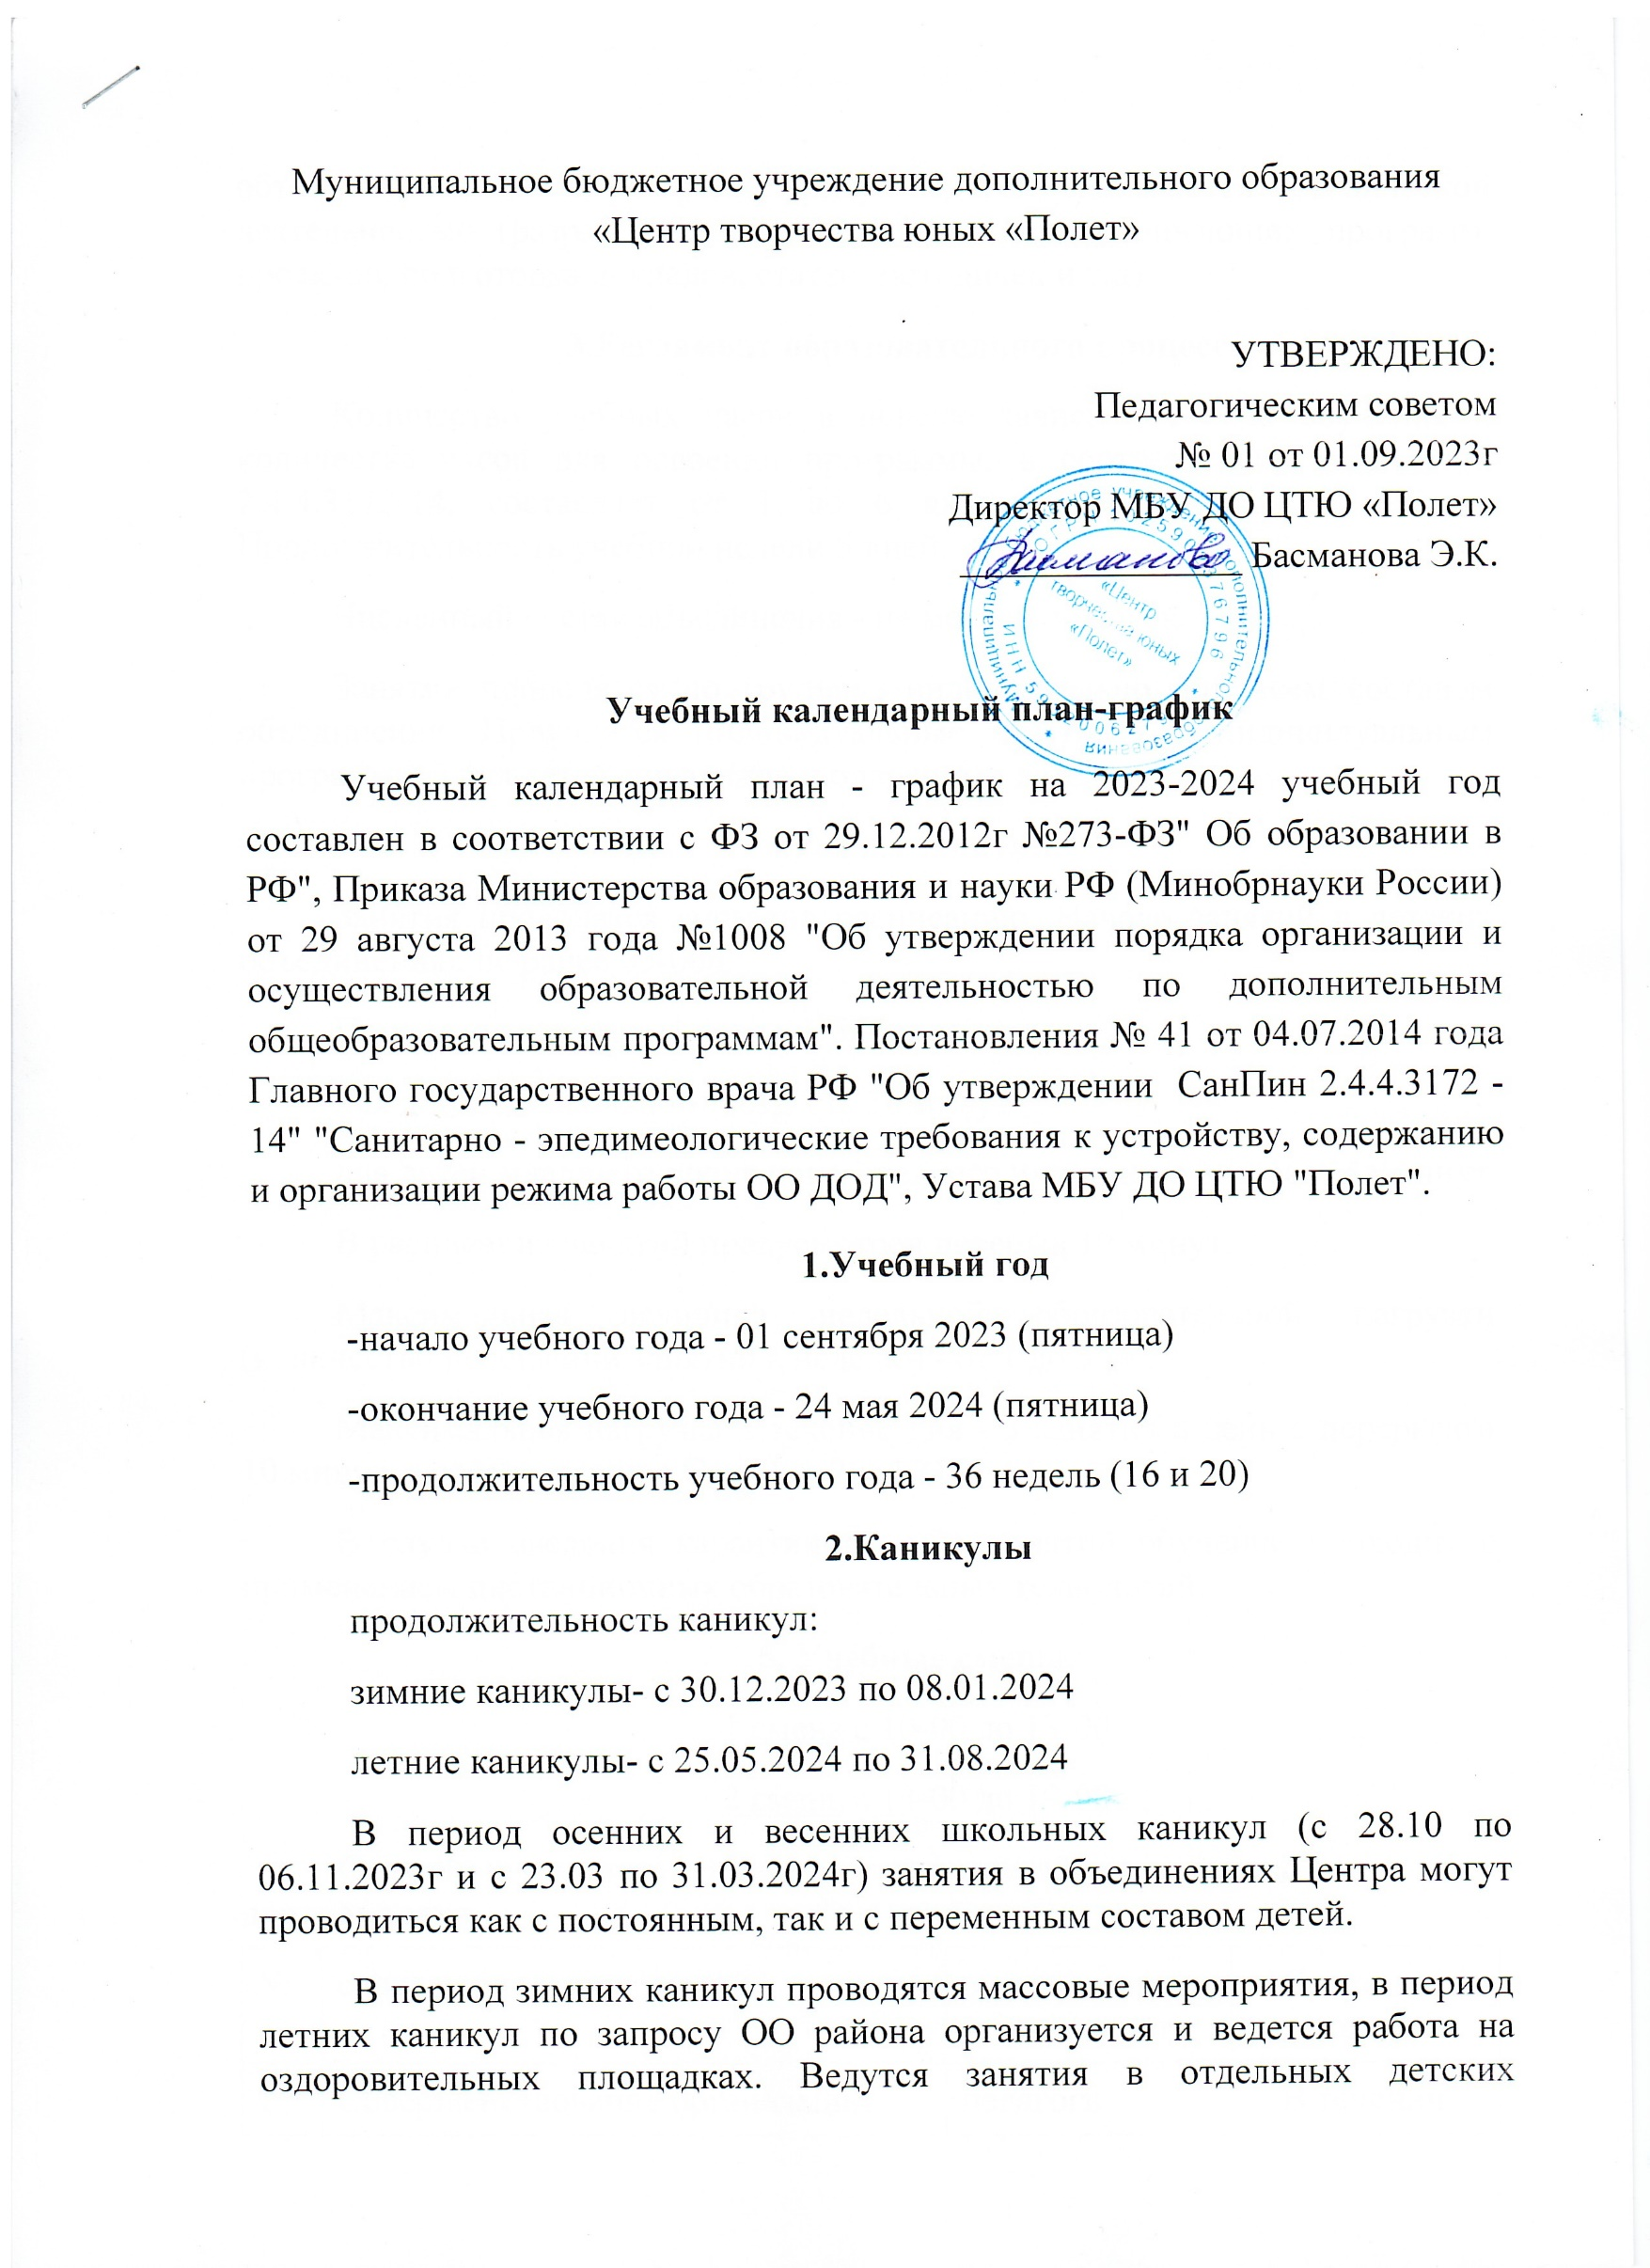 Муниципальное бюджетное учреждение дополнительного образования
«Центр творчества юных «Полет»
УТВЕРЖДЕНО:
Педагогическим советом
№ 01 от 01.09.2023г
Директор МБУ ДО ЦТЮ «Полет»
Басманова Басманова Э.К.
«Центр
творчества юных
«Полет»
Учебный календарный план-график
Учебный календарный план - график на 2023-2024 учебный год
составлен в соответствии с ФЗ от 29.12.2012г №273-ФЗ" Об образовании в
РФ", Приказа Министерства образования и науки РФ (Минобрнауки России)
от 29 августа 2013 года №1008 "Об утверждении порядка организации и
осуществления образовательной деятельностью по дополнительным
общеобразовательным программам". Постановления № 41 от 04.07.2014 года
Главного государственного врача РФ "Об утверждении СанПин 2.4.4.3172 -
14" "Санитарно - эпедимеологические требования к устройству, содержанию
и организации режима работы ОО ДОД", Устава МБУ ДО ЦТЮ "Полет".
1.Учебный год
-начало учебного года - 01 сентября 2023 (пятница)
-окончание учебного года - 24 мая 2024 (пятница)
-продолжительность учебного года - 36 недель (16 и 20)
2.Каникулы
продолжительность каникул:
зимние каникулы- с 30.12.2023 по 08.01.2024
летние каникулы- с 25.05.2024 по 31.08.2024
В период осенних и весенних школьных каникул (с 28.10 по
06.11.2023г и с 23.03 по 31.03.2024г) занятия в объединениях Центра могут
проводиться как с постоянным, так и с переменным составом детей.
В период зимних каникул проводятся массовые мероприятия, в период
летних каникул по запросу ОО района организуется и ведется работа на
оздоровительных площадках. Ведутся занятия в отдельных детских